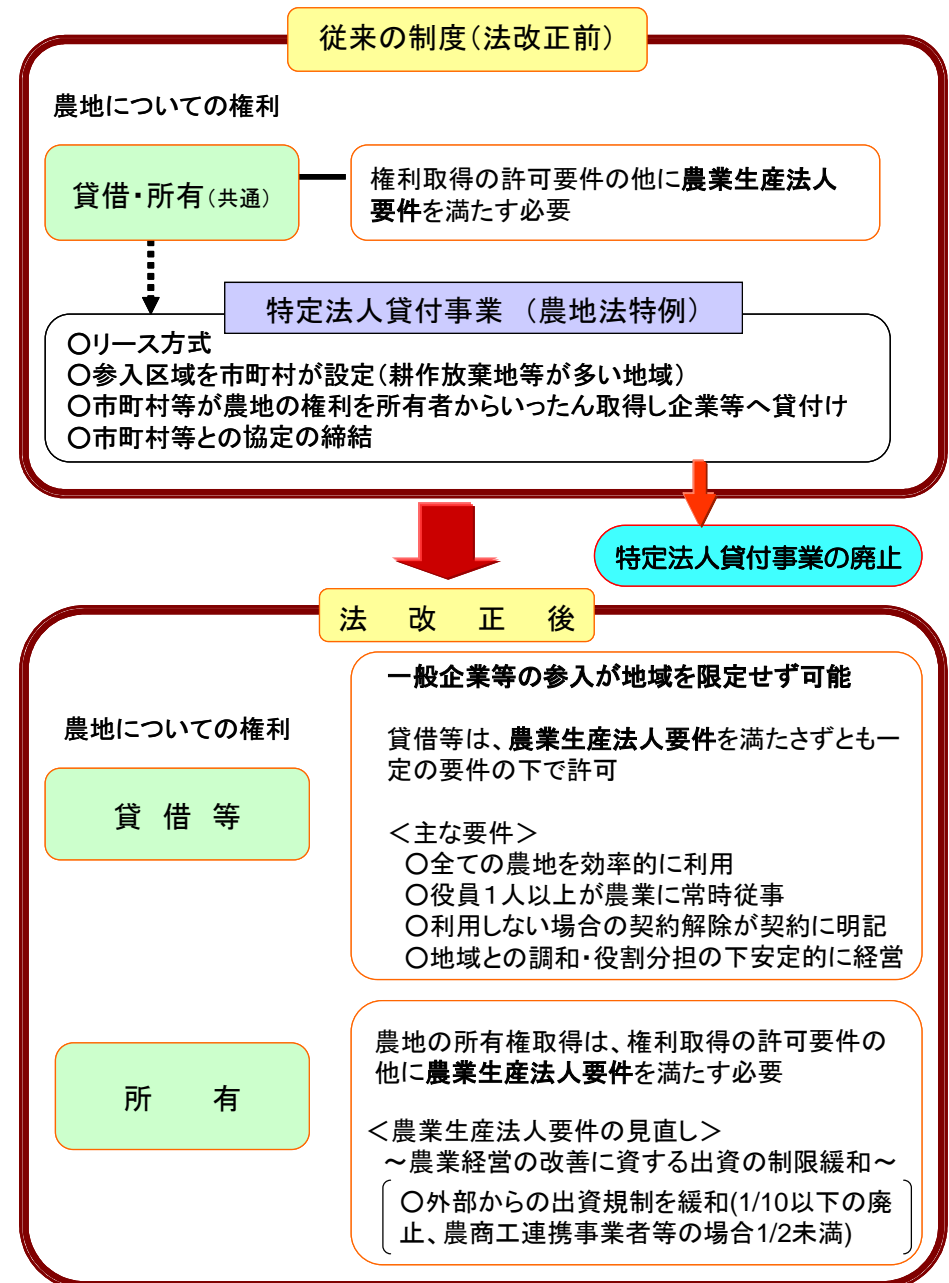 従来の制度(法改正前)
農地についての権利
貸借・所有(共通)
権利取得の許可要件の他に農業生産法人
要件を満たす必要
特定法人貸付事業 (農地法特例)
〇リース方式
〇参入区域を市町村が設定(耕作放棄地等が多い地域)
〇市町村等が農地の権利を所有者からいったん取得し企業等へ貸付け
〇市町村等との協定の締結
特定法人貸付事業の廃止
法 改 正 後
農地についての権利
貸 借 等
一般企業等の参入が地域を限定せず可能
貸借等は、農業生産法人要件を満たさずとも一
定の要件の下で許可
<主な要件>
〇全ての農地を効率的に利用
〇役員1人以上が農業に常時従事
〇利用しない場合の契約解除が契約に明記
〇地域との調和・役割分担の下安定的に経営
所 有
農地の所有権取得は、権利取得の許可要件の
他に農業生産法人要件を満たす必要
<農業生産法人要件の見直し>
~農業経営の改善に資する出資の制限緩和~
〇外部からの出資規制を緩和(1/10以下の廃
止、農商工連携事業者等の場合1/2未満)